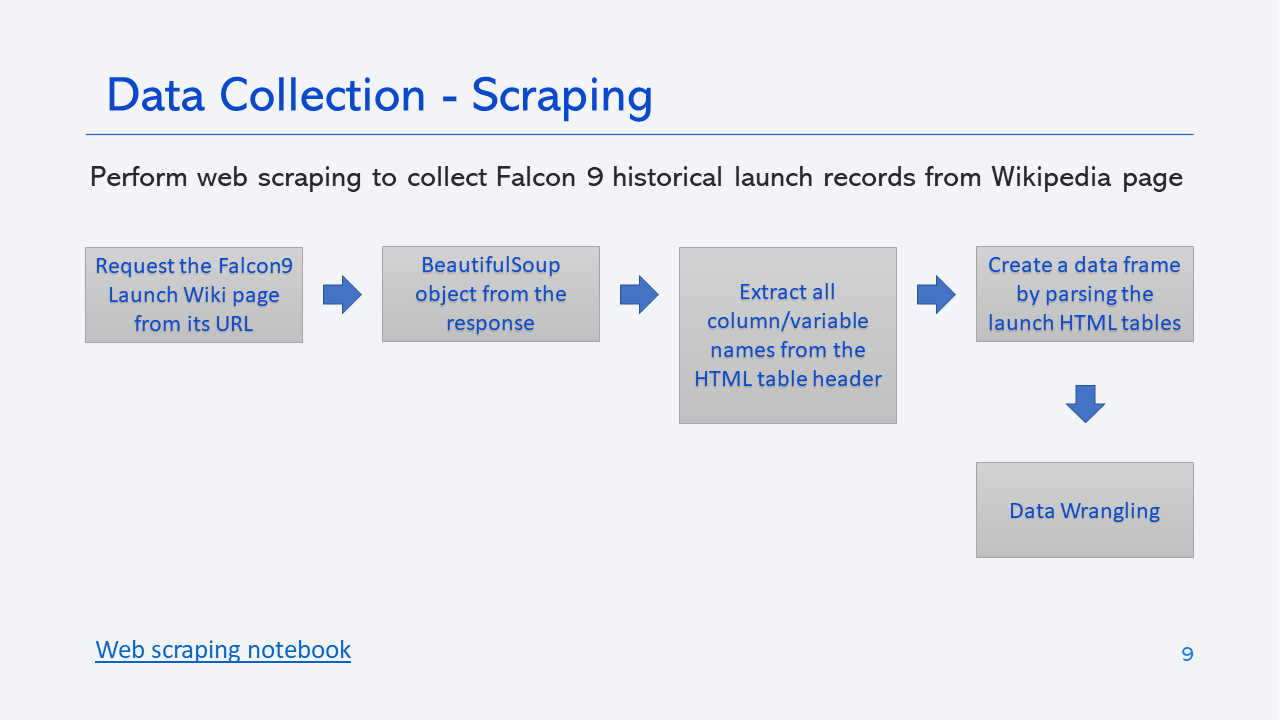 Data Collection - Scraping
Perform web scraping to collect Falcon 9 historical launch records from Wikipedia page
Request the Falcon9
Launch Wiki page
from its URL
BeautifulSoup
object from the
response
Extract all
column/variable
names from the
HTML table header
Create a data frame
by parsing the
launch HTML tables
Data Wrangling
Web scraping notebook
9